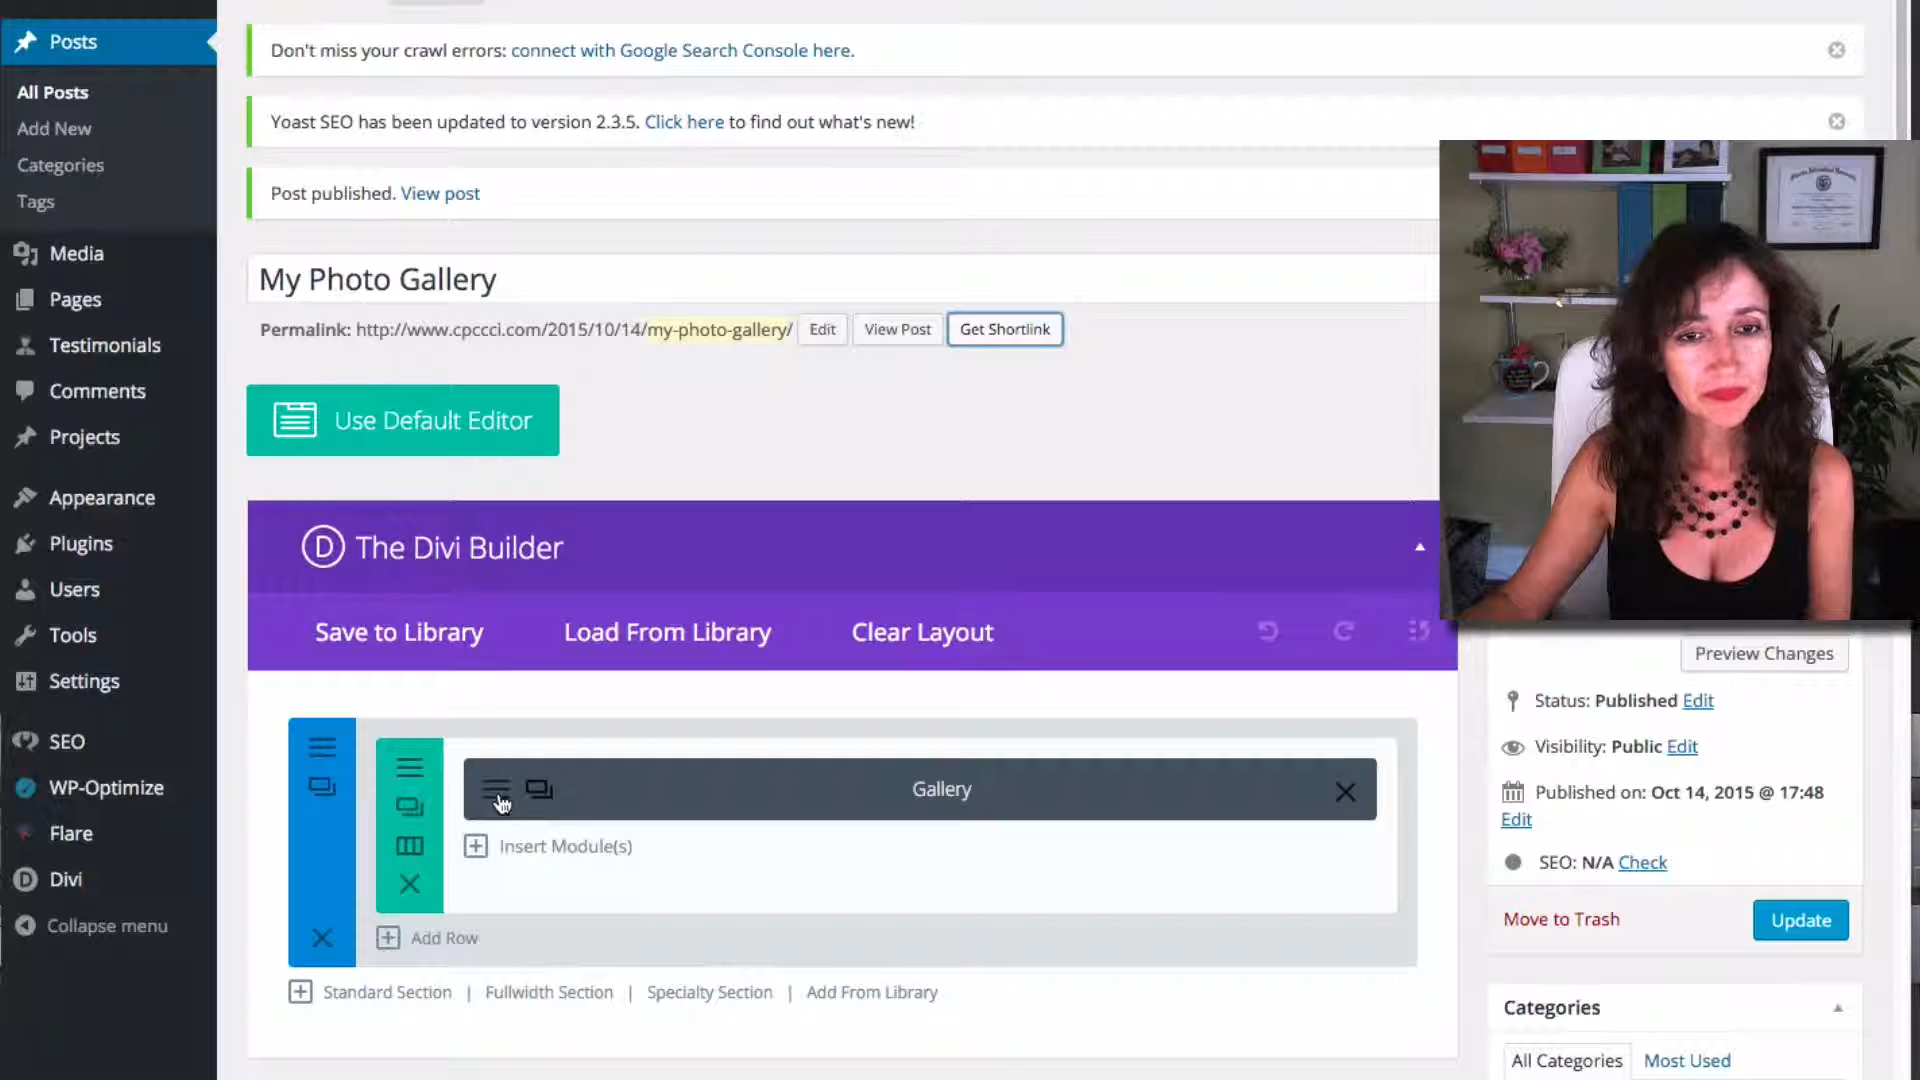 Posts
All Posts
Add New
Categories
Tags
Media
Pages
Testimonials
Comments
Projects
Appearance
Plugins
Users
Tools
Settings
SEO
WP-Optimize
Flare
Divi
Collapse menu
Don't miss your crawl errors: connect with Google Search Console here.
Yoast SEO has been updated to version 2.3.5. Click here to find out what's new!
Post published. View post
My Photo Gallery
Permalink: http://www.cpccci.com/2015/10/14/my-photo-gallery/ Edit View Post Get Shortlink
Use Default Editor
D The Divi Builder
Save to Library Load From Library Clear Layout
Gallery
Insert Module(s)
Add Row
Standard Section | Fullwidth Section | Specialty Section | Add From Library
Preview Changes
Status: Published Edit
Visibility: Public Edit
Published on: Oct 14, 2015 @ 17:48
Edit
SEO: N/A Check
Move to Trash Update
Categories
All Categories Most Used